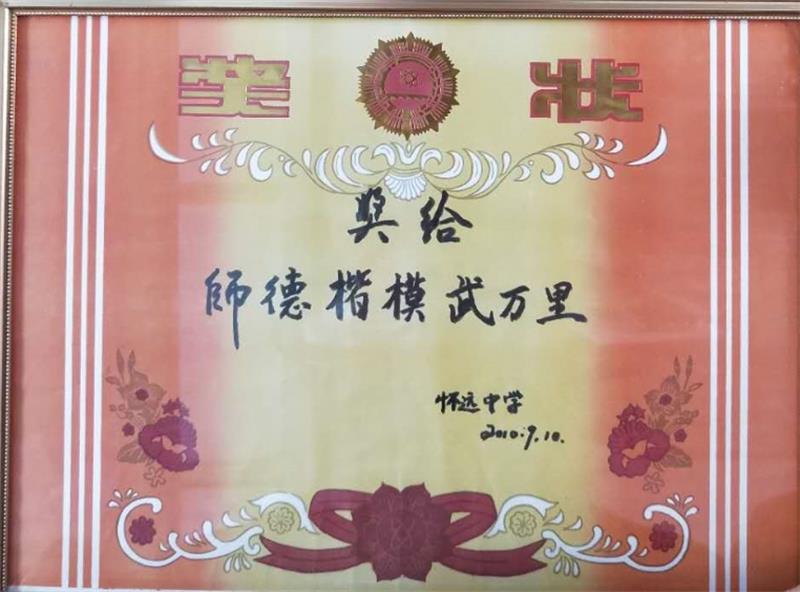 奖状
奖给
師德楷模武万里
怀远中学
2010.9.10.